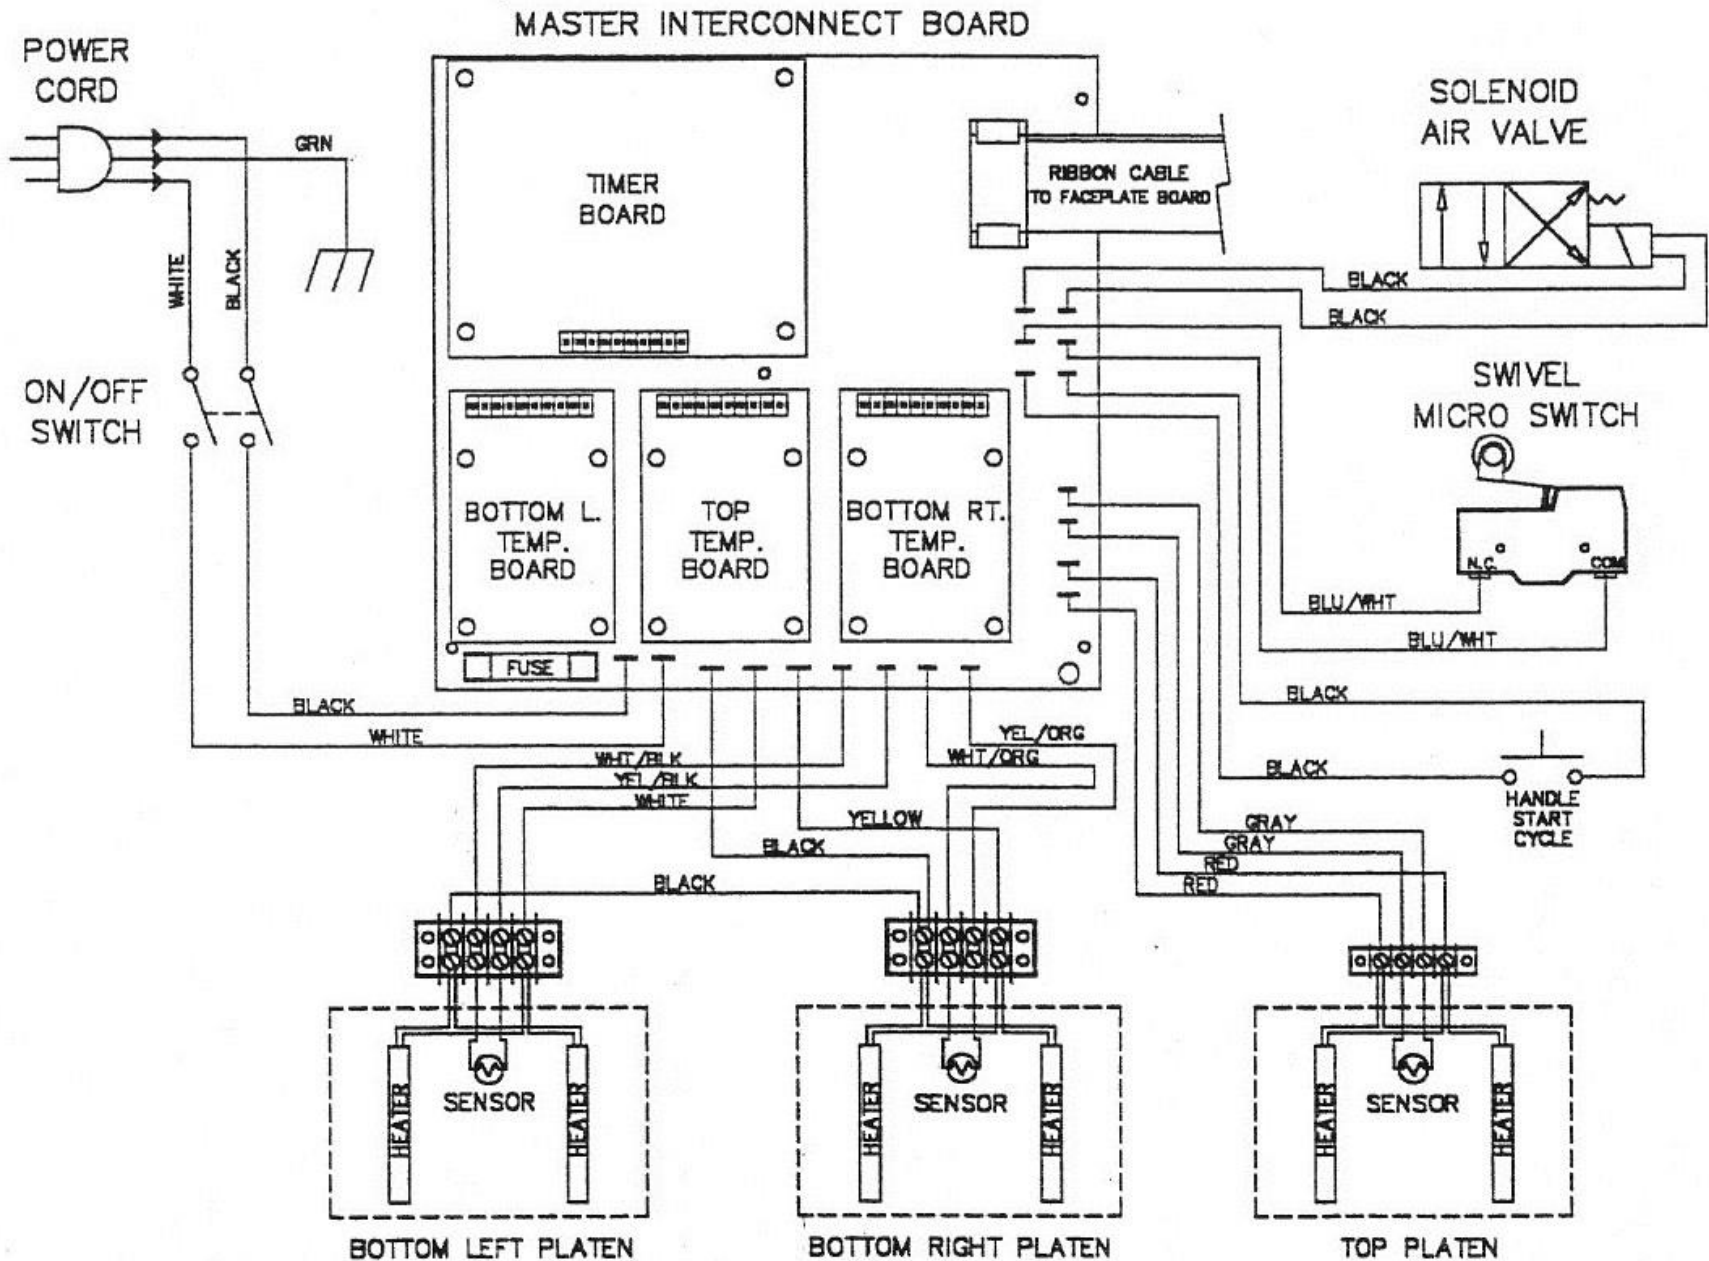 MASTER INTERCONNECT BOARD
POWER
CORD
GRN
WHITE
BLACK
ON/OFF
SWITCH
TIMER
BOARD
RIBBON CABLE
TO FACEPLATE BOARD
SOLENOID
AIR VALVE
BLACK
BLACK
SWIVEL
MICRO SWITCH
N.C.
COM
BLU/WHT
BLU/WHT
BOTTOM L.
TEMP.
BOARD
TOP
TEMP.
BOARD
BOTTOM RT.
TEMP.
BOARD
FUSE
BLACK
WHITE
WHT/BLK
YEL/BLK
WHITE
YEL/ORG
WHT/ORG
YELLOW
BLACK
BLACK
BLACK
BLACK
HANDLE
START
CYCLE
GRAY
GRAY
RED
RED
HEATER
SENSOR
HEATER
HEATER
SENSOR
HEATER
HEATER
SENSOR
HEATER
BOTTOM LEFT PLATEN
BOTTOM RIGHT PLATEN
TOP PLATEN